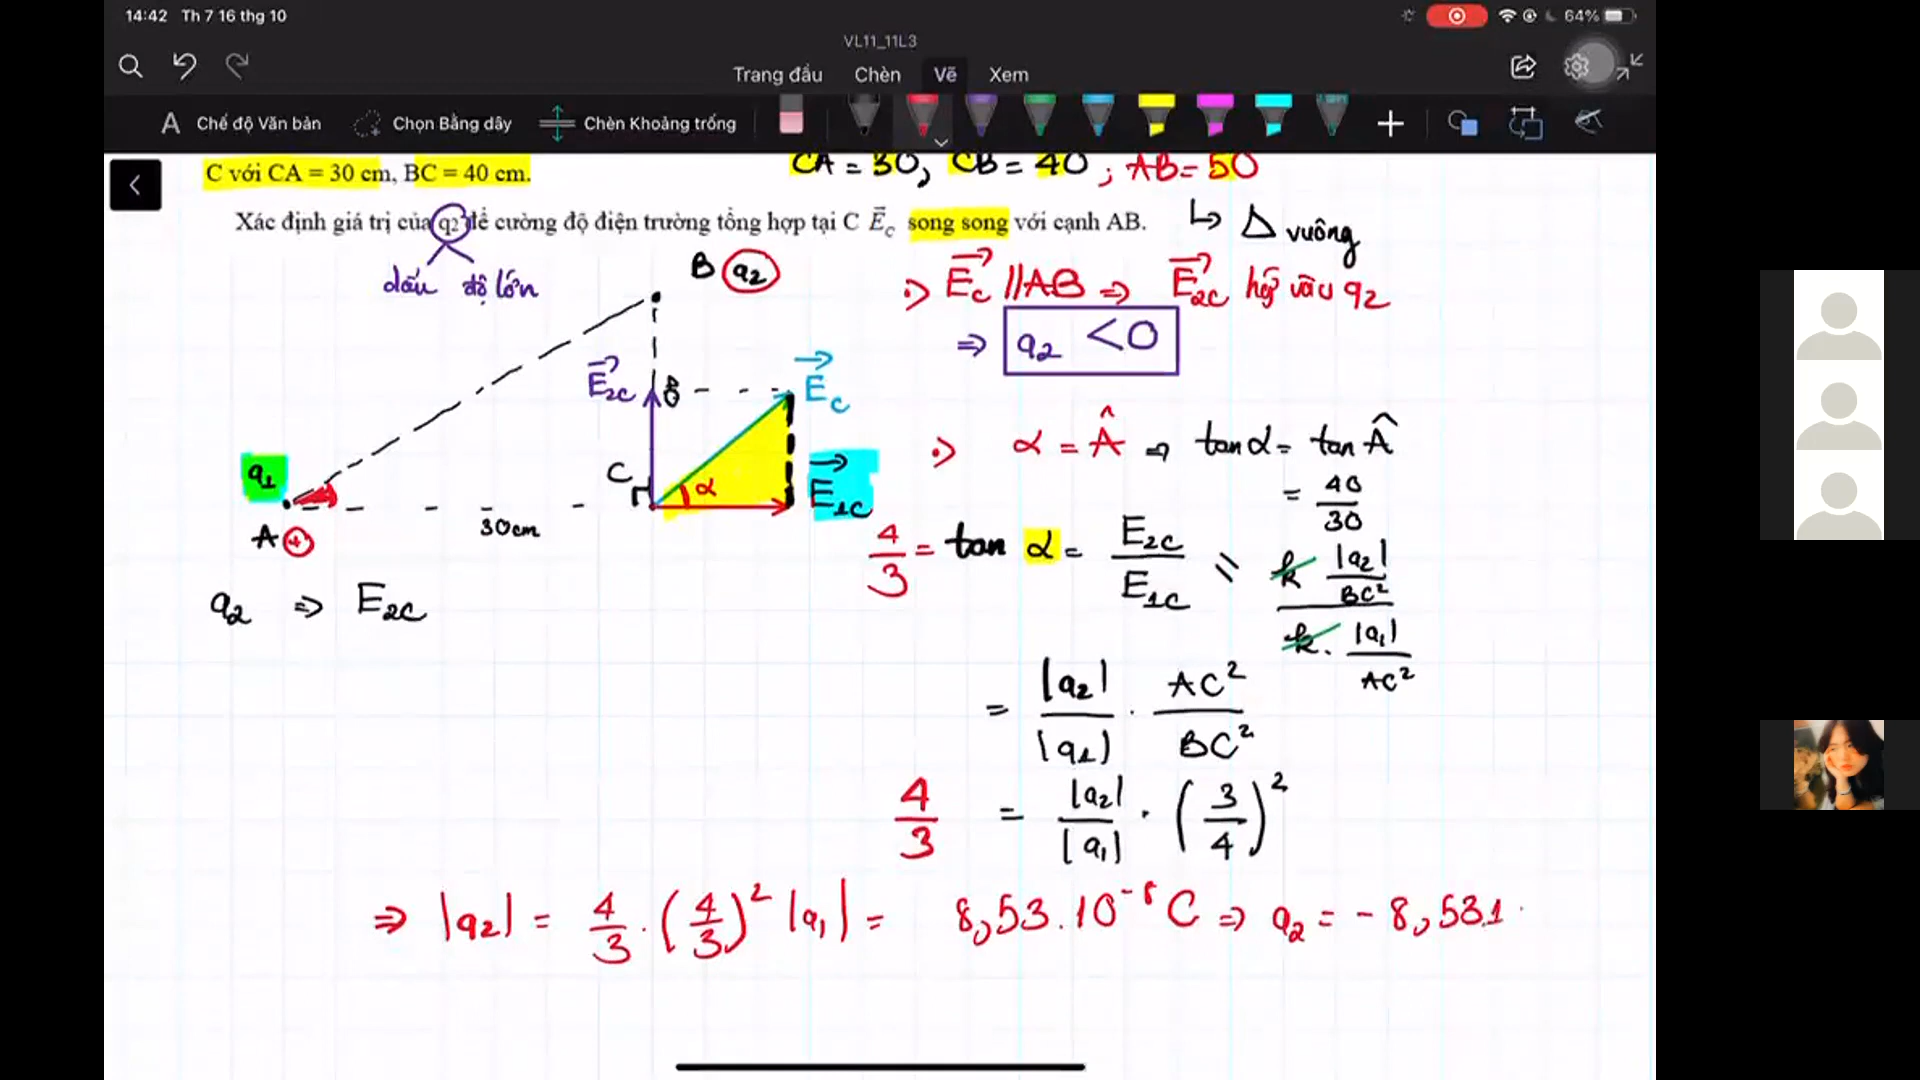 14:42 Th 7 16 thg 10
64%
VL11_11L3
Trang đầu Chèn Vẽ Xem
Chế độ Văn bản Chọn Bằng dây Chèn Khoảng trống
C với CA = 30 cm, BC = 40 cm.
CA = 30, CB = 40 ; AB = 50
Xác định giá trị của q2 để cường độ điện trường tổng hợp tại C E⃗c song song với cạnh AB.
↳ Δ vuông
dấu độ lớn
B q2
E⃗c // AB ⇒ E⃗2c q2
⇒ q2 < 0
E⃗2c E⃗c
α = Â ⇒ tan α = tan Â
= 40/30
q1 C α E⃗1c
A + 30cm
4/3 = tan α = E2c/E1c = (k |q2|/BC²)/(k. |q1|/AC²)
q2 ⇒ E2c
= |q2|/|q1| . AC²/BC²
4/3 = |q2|/|q1| . (3/4)²
⇒ |q2| = 4/3 . (4/3)² |q1| = 8,53.10⁻⁸ C ⇒ q2 = - 8,53.1